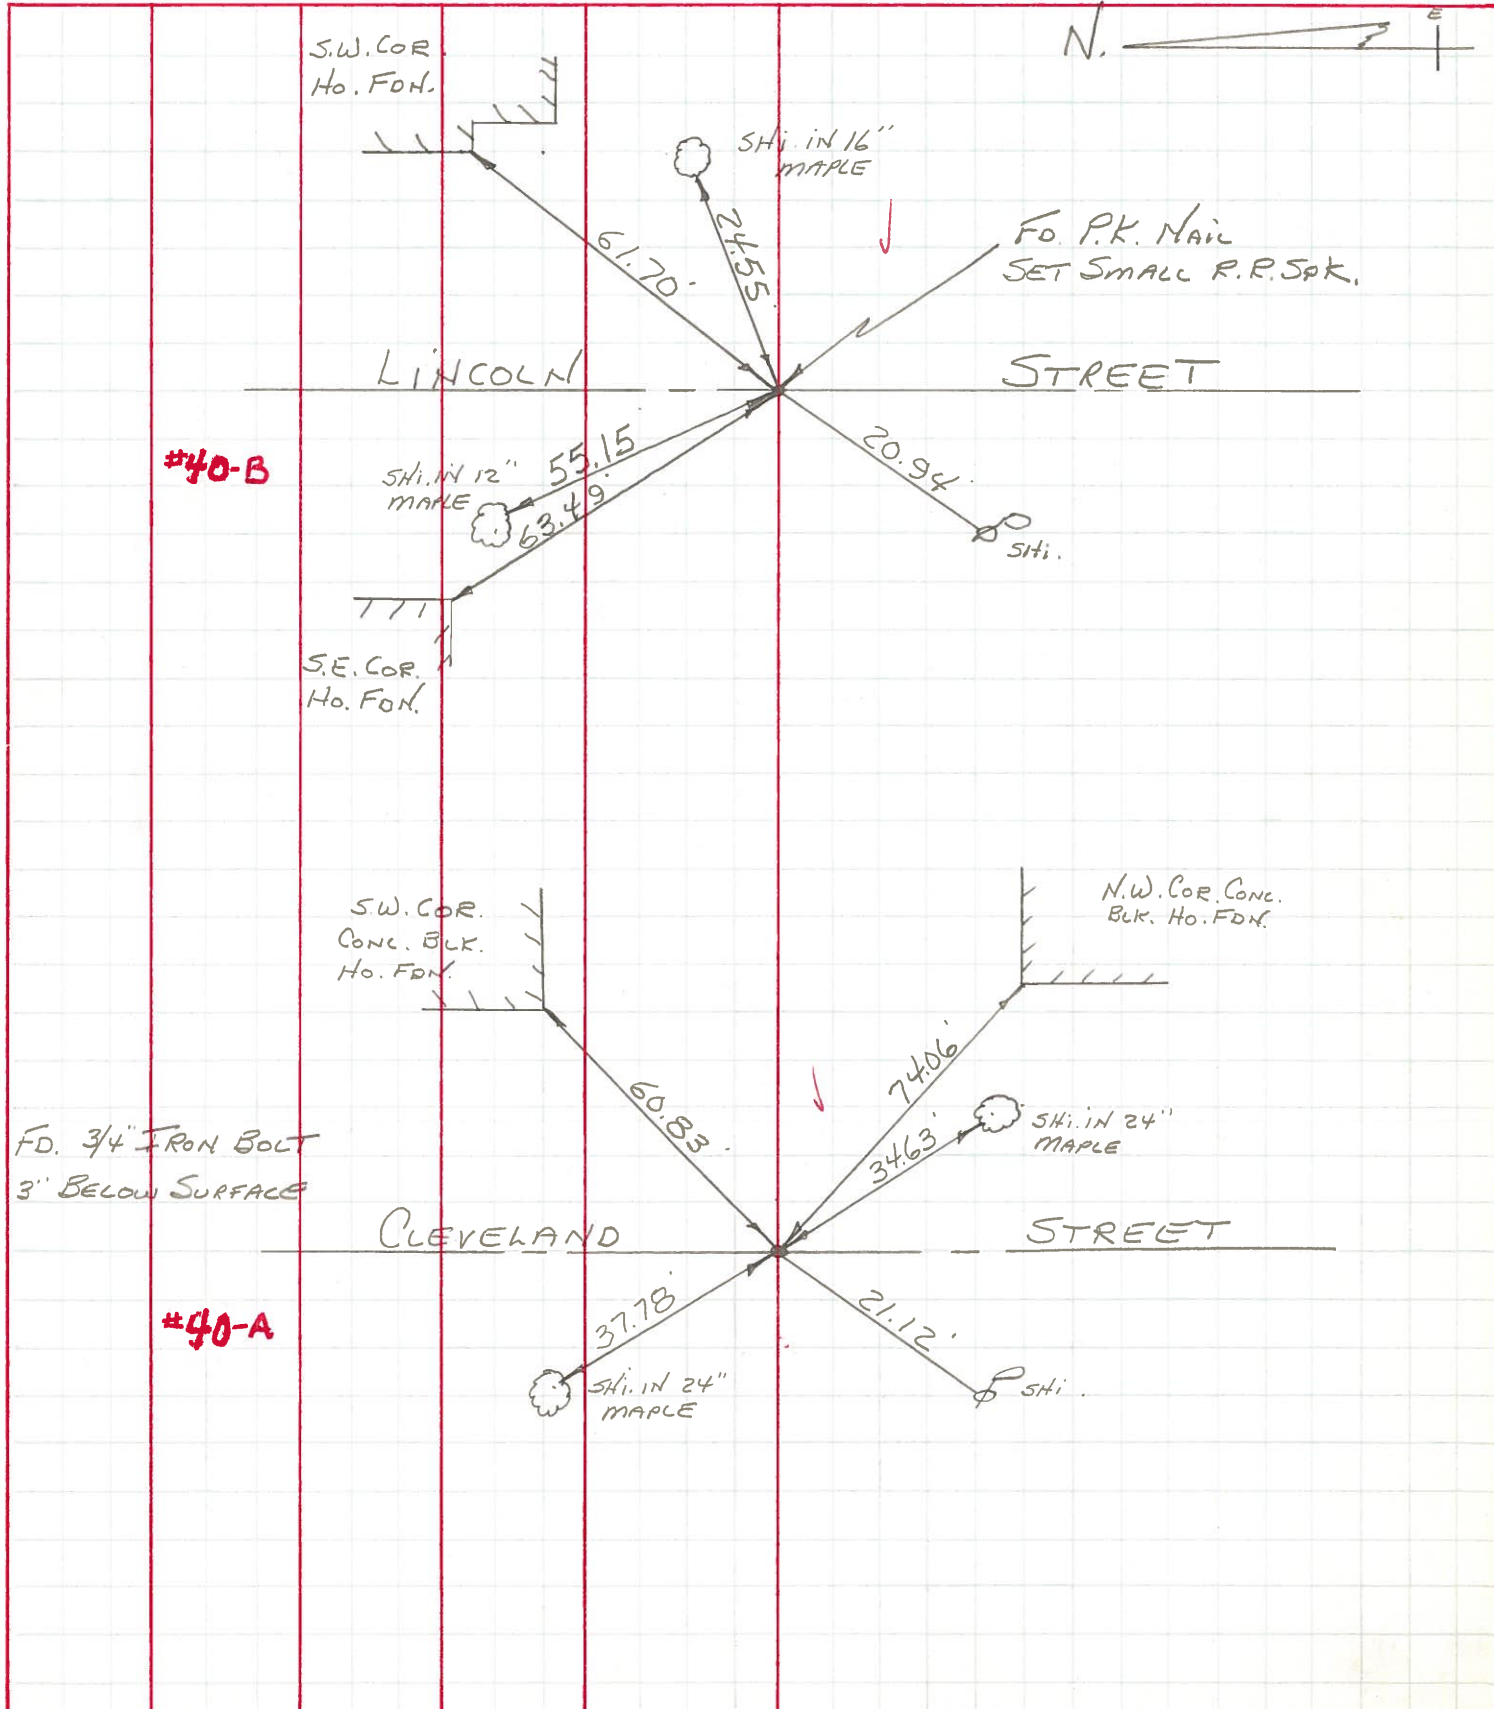 N.
E
S.W. COR.
HO. FDN.
SHI. IN 16"
MAPLE
61.70'
24.55'
FD. P.K. NAIL
SET SMALL R.R. SPK.
LINCOLN STREET
#40-B
SHI. IN 12"
MAPLE
55.15'
63.49'
20.94'
SHI.
S.E. COR.
HO. FDN.
S.W. COR.
CONC. BLK.
HO. FDN.
N.W. COR. CONC.
BLK. HO. FDN.
60.83'
74.06'
34.63'
SHI. IN 24"
MAPLE
FD. 3/4" IRON BOLT
3" BELOW SURFACE
CLEVELAND STREET
#40-A
37.78'
21.12'
SHI. IN 24"
MAPLE
SHI.